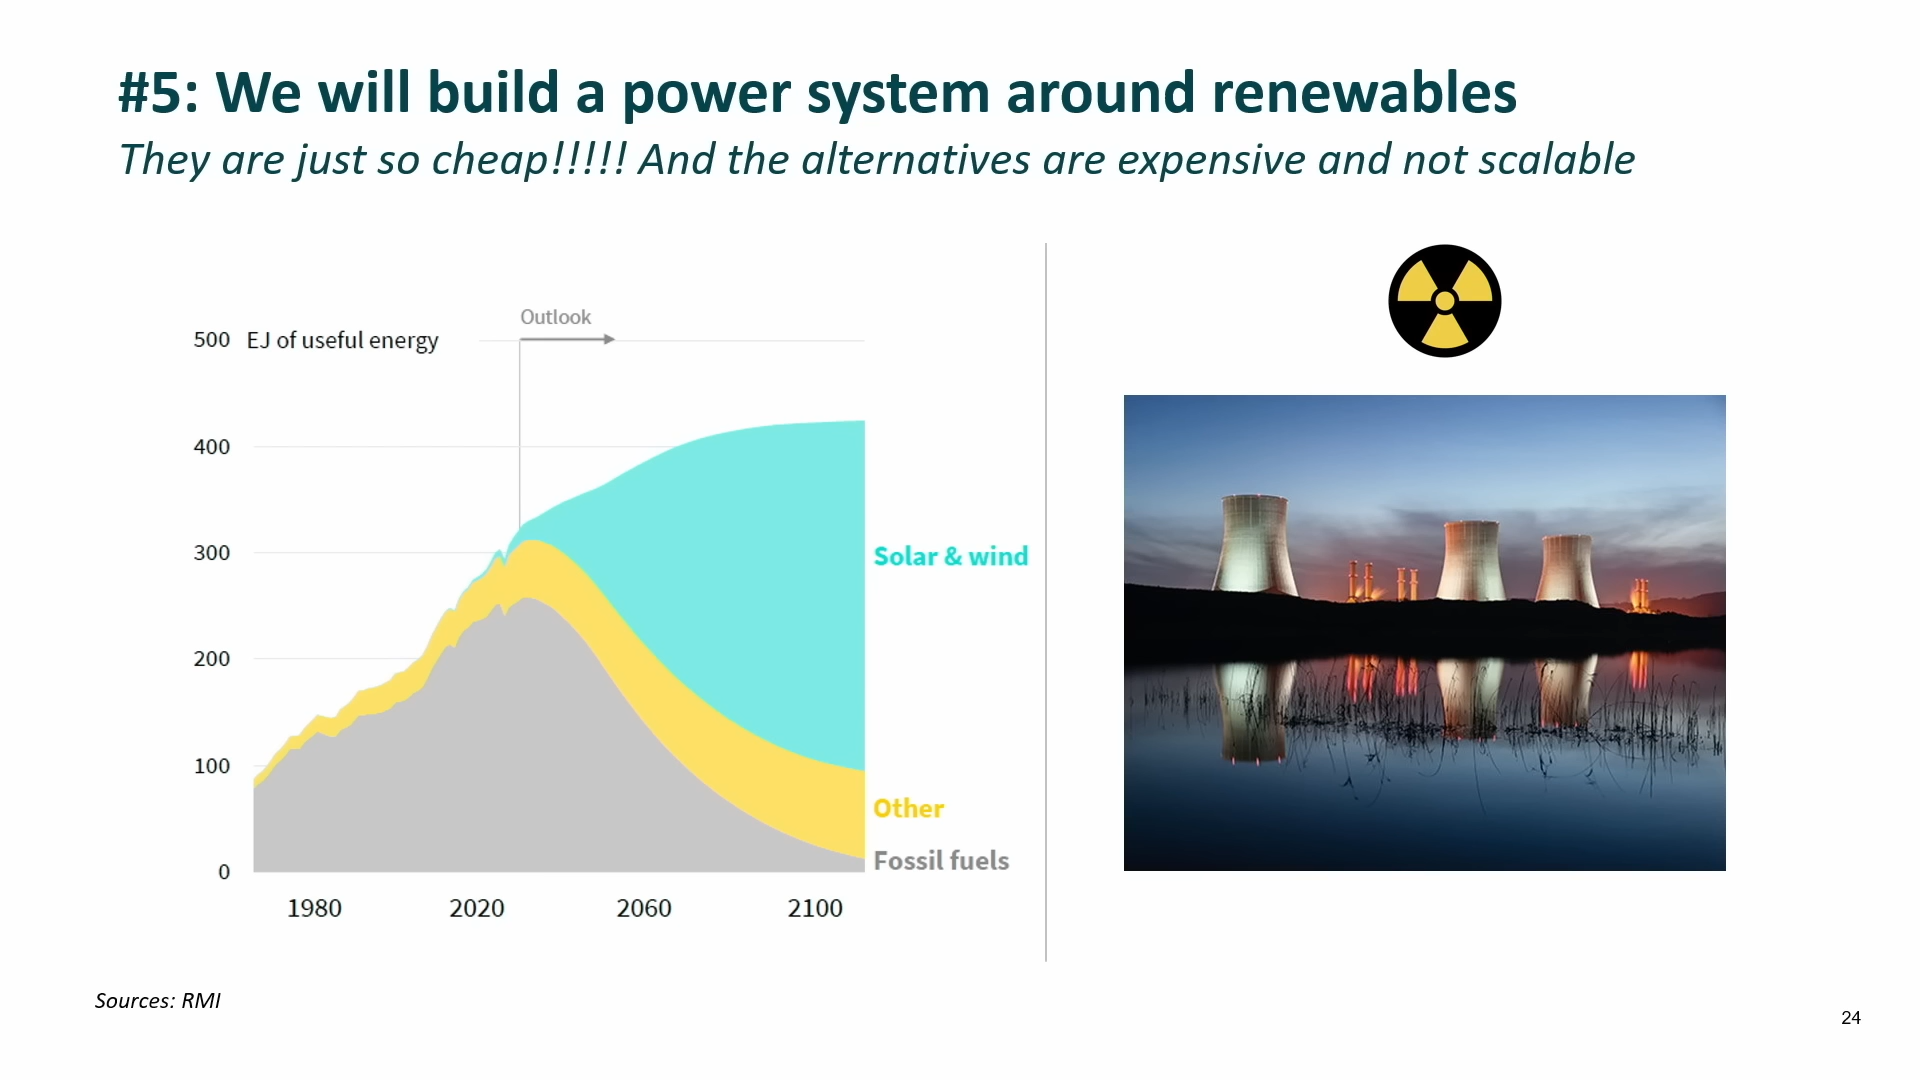 #5: We will build a power system around renewables
They are just so cheap!!!!! And the alternatives are expensive and not scalable
Outlook
500 EJ of useful energy
400
300
200
100
0
Solar & wind
Other
Fossil fuels
1980 2020 2060 2100
Sources: RMI
24